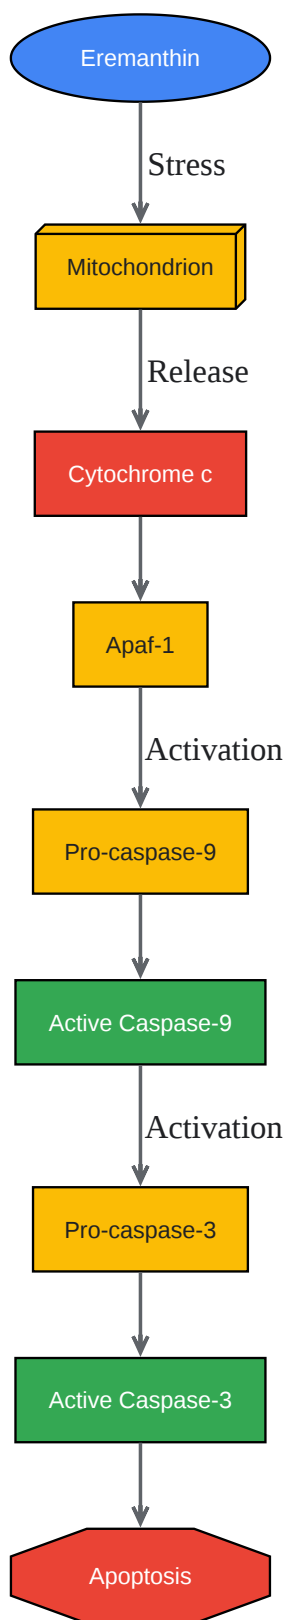 Eremanthin
Stress
Mitochondrion
Release
Cytochrome c
Apaf-1
Activation
Pro-caspase-9
Active Caspase-9
Activation
Pro-caspase-3
Active Caspase-3
Apoptosis